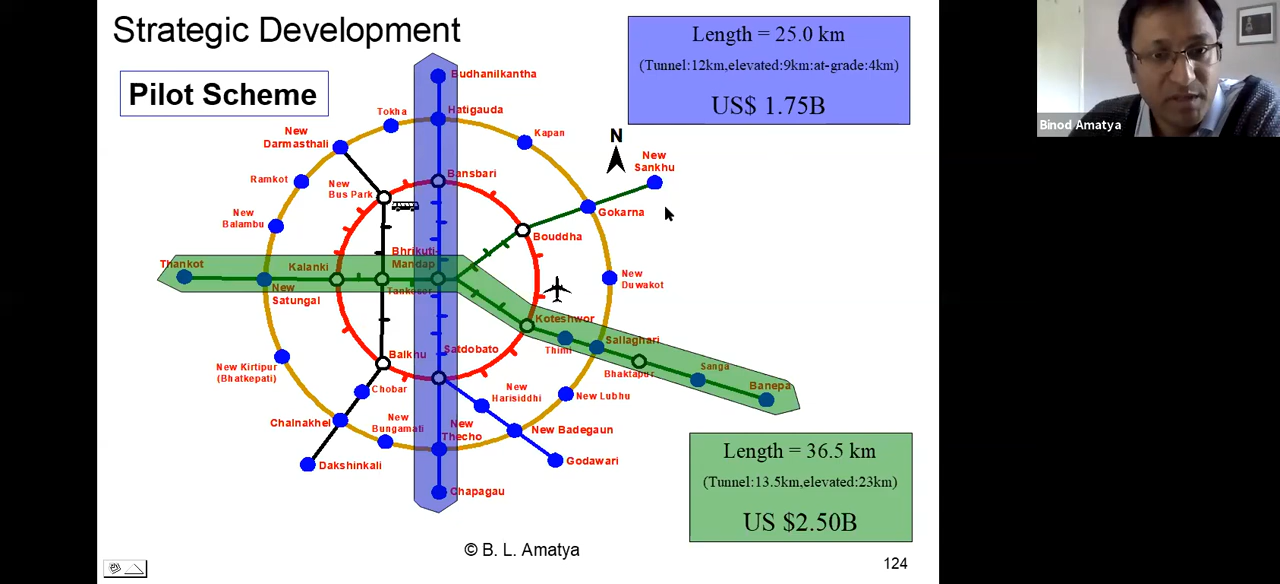 Strategic Development
Pilot Scheme
Length = 25.0 km
(Tunnel:12km,elevated:9km:at-grade:4km)
US$ 1.75B
Binod Amatya
Budhanilkantha
Tokha
Hatigauda
New
Darmasthali
Kapan
N
New
Sankhu
Ramkot
New
Bus Park
Bansbari
Gokarna
New
Balambu
Bouddha
Bhrikuti-
Mandap
Thankot
Kalanki
New
Duwakot
New
Satungal
Koteshwor
Sallaghari
Thimi
Balkhu
Satdobato
New Kirtipur
(Bhatkepati)
Bhaktapur
Sanga
Banepa
Chobar
New
Harisiddhi
New Lubhu
Chalnakhel
New
Bungamati
New
Thecho
New Badegaun
Dakshinkali
Godawari
Chapagau
Length = 36.5 km
(Tunnel:13.5km,elevated:23km)
US $2.50B
© B. L. Amatya
124